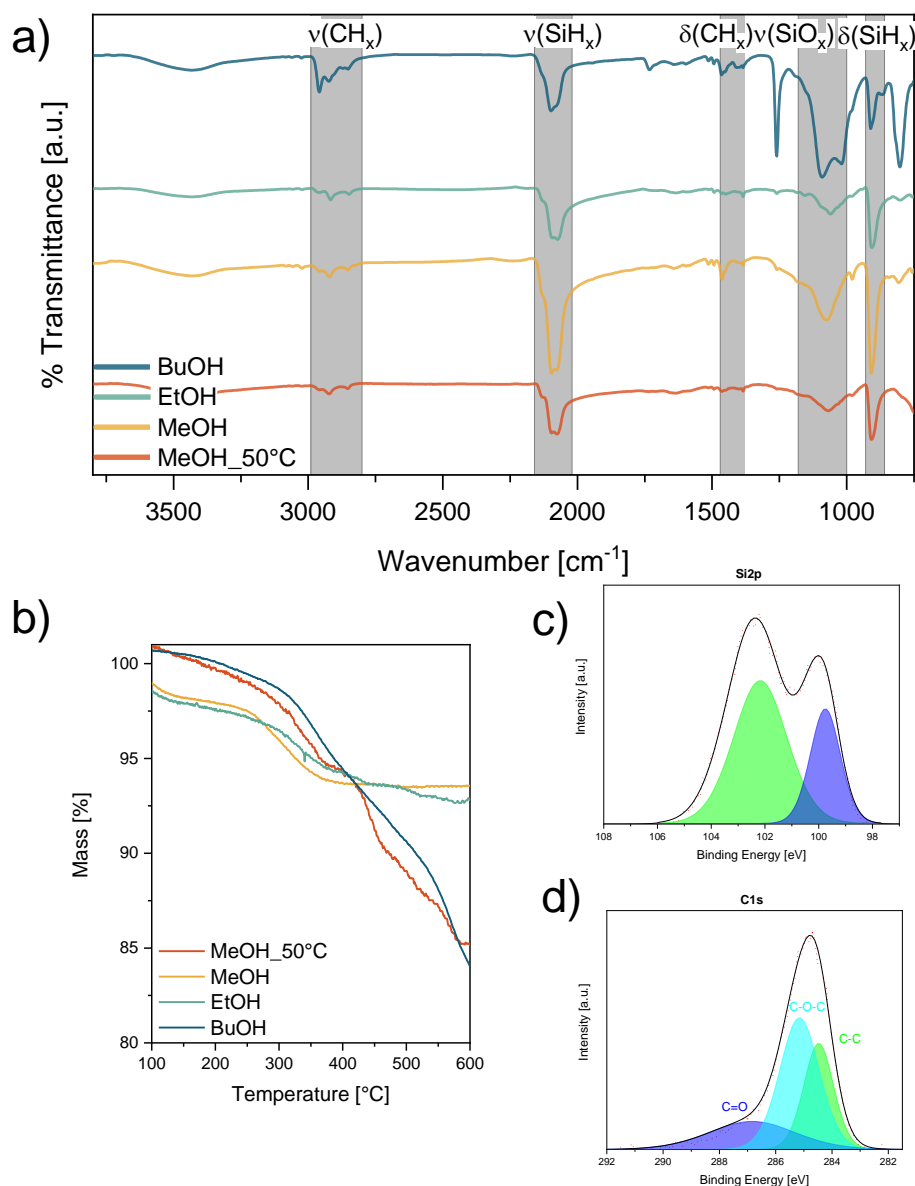 a)
ν(CHx) ν(SiHx) δ(CHx) ν(SiOx) δ(SiHx)
% Transmittance [a.u.]
BuOH
EtOH
MeOH
MeOH_50°C
3500 3000 2500 2000 1500 1000
Wavenumber [cm-1]
b)
100
95
90
85
80
Mass [%]
MeOH_50°C
MeOH
EtOH
BuOH
100 200 300 400 500 600
Temperature [°C]
c)
Si2p
Intensity [a.u.]
108 106 104 102 100 98
Binding Energy [eV]
d)
C1s
Intensity [a.u.]
C-O-C
C-C
C=O
292 290 288 286 284 282
Binding Energy [eV]